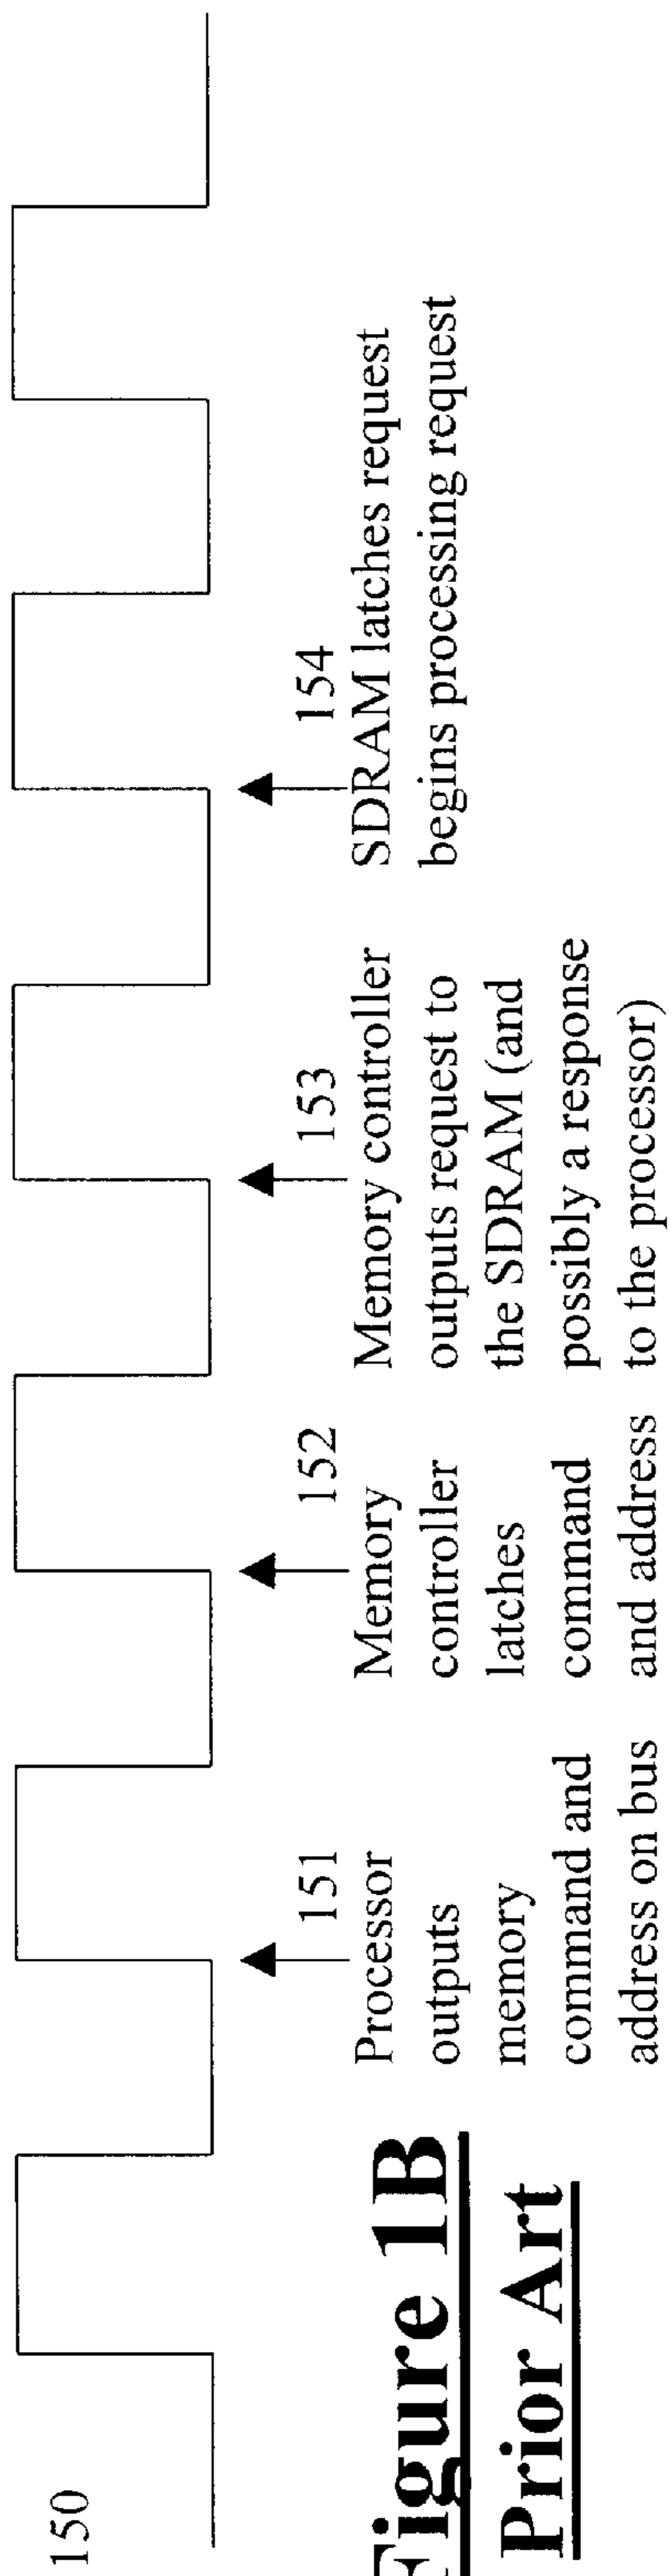 150
151
Processor
outputs
memory
command and
address on bus
152
Memory
controller
latches
command
and address
153
Memory controller
outputs request to
the SDRAM (and
possibly a response
to the processor)
154
SDRAM latches request
begins processing request
Figure 1B
Prior Art